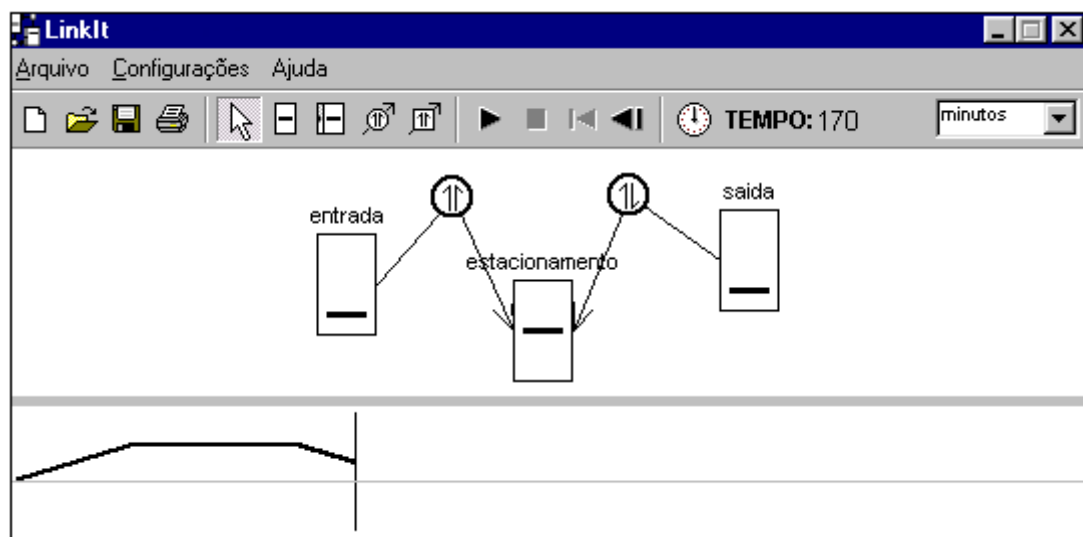 LinkIt
Arquivo Configurações Ajuda
TEMPO: 170 minutos
entrada
saida
estacionamento